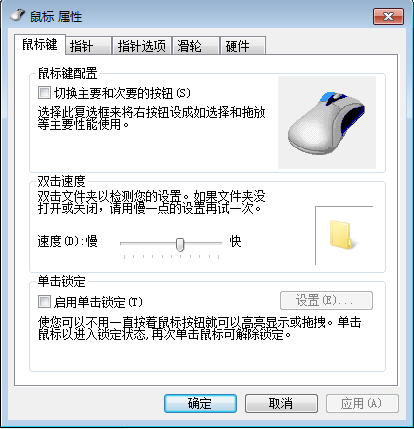 鼠标 属性
鼠标键 指针 指针选项 滑轮 硬件
鼠标键配置
切换主要和次要的按钮(S)
选择此复选框来将右按钮设成如选择和拖放
等主要性能使用。
双击速度
双击文件夹以检测您的设置。如果文件夹没
打开或关闭，请用慢一点的设置再试一次。
速度(D):慢 快
单击锁定
启用单击锁定(T) 设置(E)...
使您可以不用一直按着鼠标按钮就可以高亮显示或拖拽。单击
鼠标以进入锁定状态,再次单击鼠标可解除锁定。
确定 取消 应用(A)